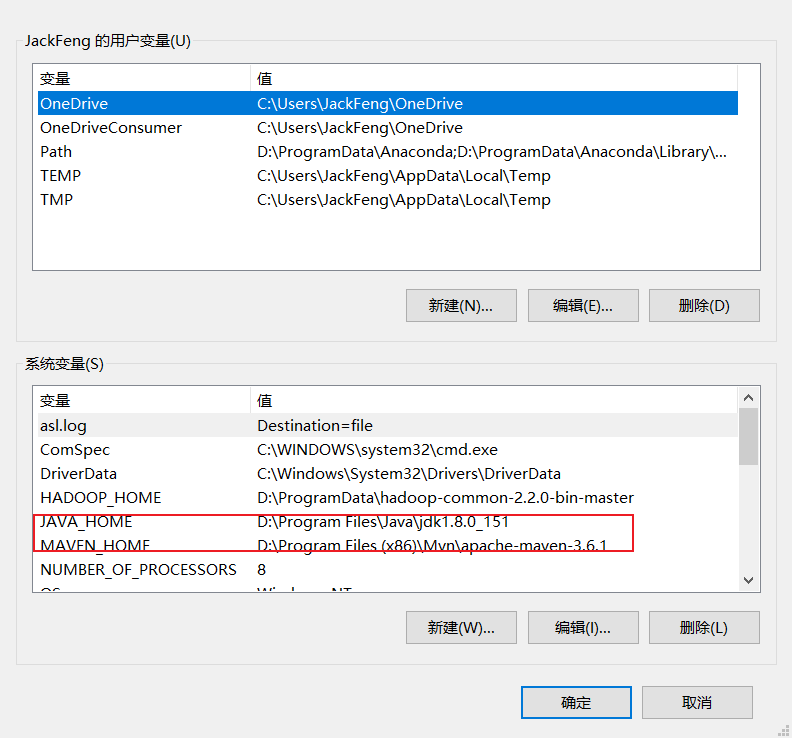 JackFeng 的用户变量(U)
变量 值
OneDrive C:\Users\JackFeng\OneDrive
OneDriveConsumer C:\Users\JackFeng\OneDrive
Path D:\ProgramData\Anaconda;D:\ProgramData\Anaconda\Library\...
TEMP C:\Users\JackFeng\AppData\Local\Temp
TMP C:\Users\JackFeng\AppData\Local\Temp
新建(N)... 编辑(E)... 删除(D)
系统变量(S)
变量 值
asl.log Destination=file
ComSpec C:\WINDOWS\system32\cmd.exe
DriverData C:\Windows\System32\Drivers\DriverData
HADOOP_HOME D:\ProgramData\hadoop-common-2.2.0-bin-master
JAVA_HOME D:\Program Files\Java\jdk1.8.0_151
MAVEN_HOME D:\Program Files (x86)\Mvn\apache-maven-3.6.1
NUMBER_OF_PROCESSORS 8
OS Windows_NT
新建(W)... 编辑(I)... 删除(L)
确定 取消